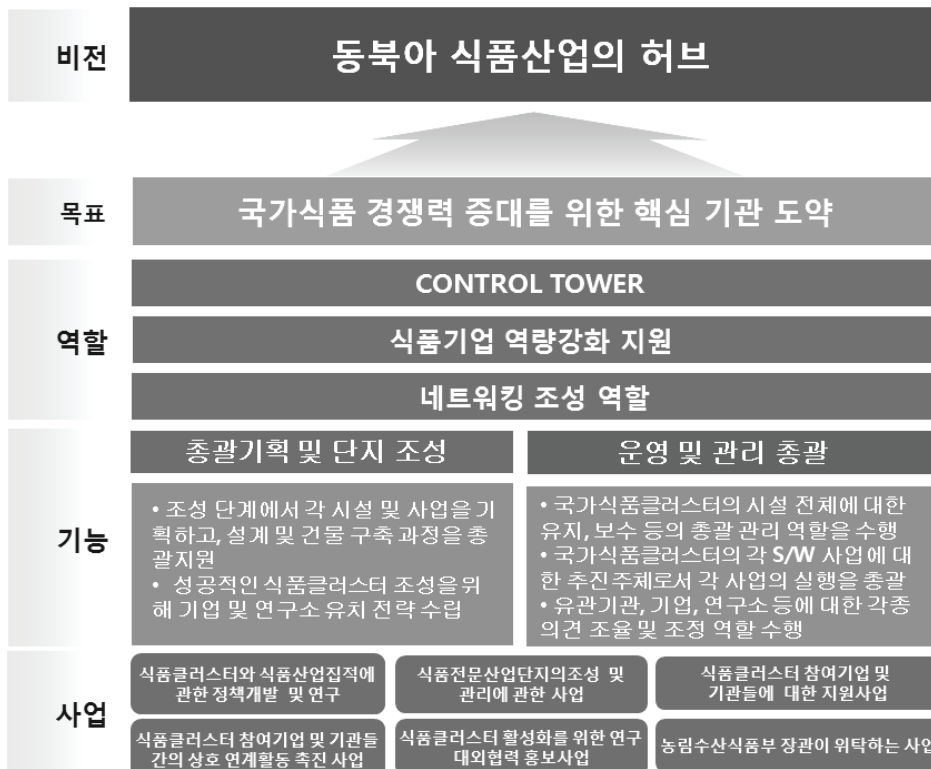 비전
동북아 식품산업의 허브
목표
국가식품 경쟁력 증대를 위한 핵심 기관 도약
역할
CONTROL TOWER
식품기업 역량강화 지원
네트워킹 조성 역할
기능
총괄기획 및 단지 조성
• 조성 단계에서 각 시설 및 사업을 기
획하고, 설계 및 건물 구축 과정을 총
괄지원
• 성공적인 식품클러스터 조성을 위
해 기업 및 연구소 유치 전략 수립
운영 및 관리 총괄
• 국가식품클러스터의 시설 전체에 대한
유지, 보수 등의 총괄 관리 역할을 수행
• 국가식품클러스터의 각 S/W 사업에 대
한 추진주체로서 각 사업의 실행을 총괄
• 유관기관, 기업, 연구소 등에 대한 각종
의견 조율 및 조정 역할 수행
사업
식품클러스터와 식품산업집적에
관한 정책개발 및 연구
식품전문산업단지의조성 및
관리에 관한 사업
식품클러스터 참여기업 및
기관들에 대한 지원사업
식품클러스터 참여기업 및 기관들
간의 상호 연계활동 촉진 사업
식품클러스터 활성화를 위한 연구
대외협력 홍보사업
농림수산식품부 장관이 위탁하는 사업